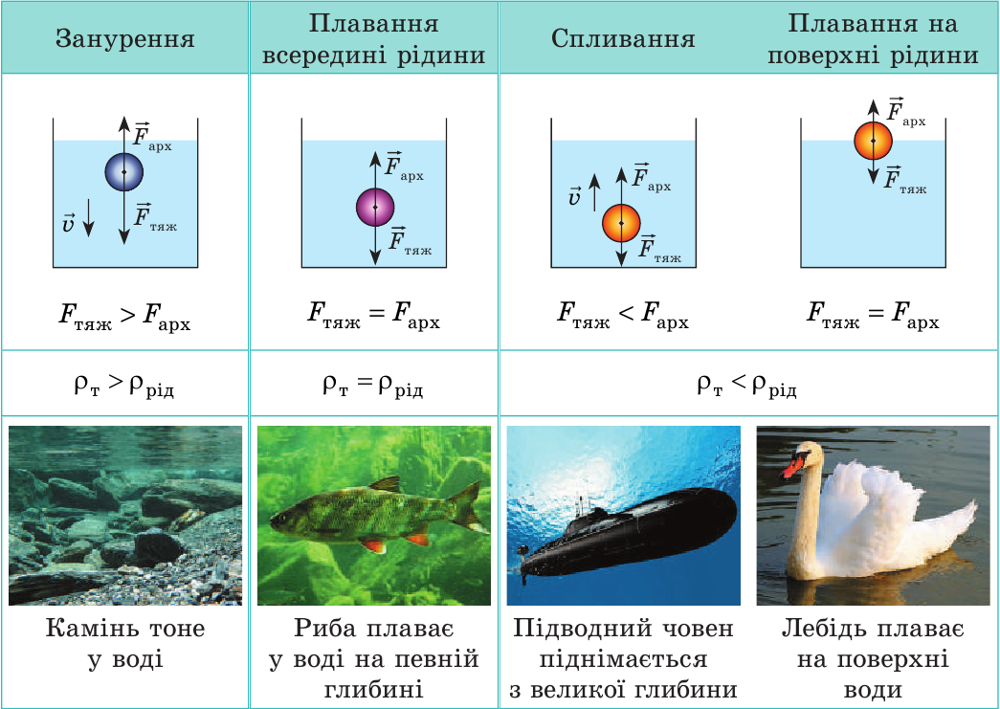 Занурення
Плавання
всередині рідини
Спливання
Плавання на
поверхні рідини
F⃗арх
F⃗тяж
v⃗
F⃗арх
F⃗тяж
F⃗арх
v⃗
F⃗тяж
F⃗арх
F⃗тяж
Fтяж > Fарх
Fтяж = Fарх
Fтяж < Fарх
Fтяж = Fарх
ρт > ρрід
ρт = ρрід
ρт < ρрід
Камінь тоне
у воді
Риба плаває
у воді на певній
глибині
Підводний човен
піднімається
з великої глибини
Лебідь плаває
на поверхні
води